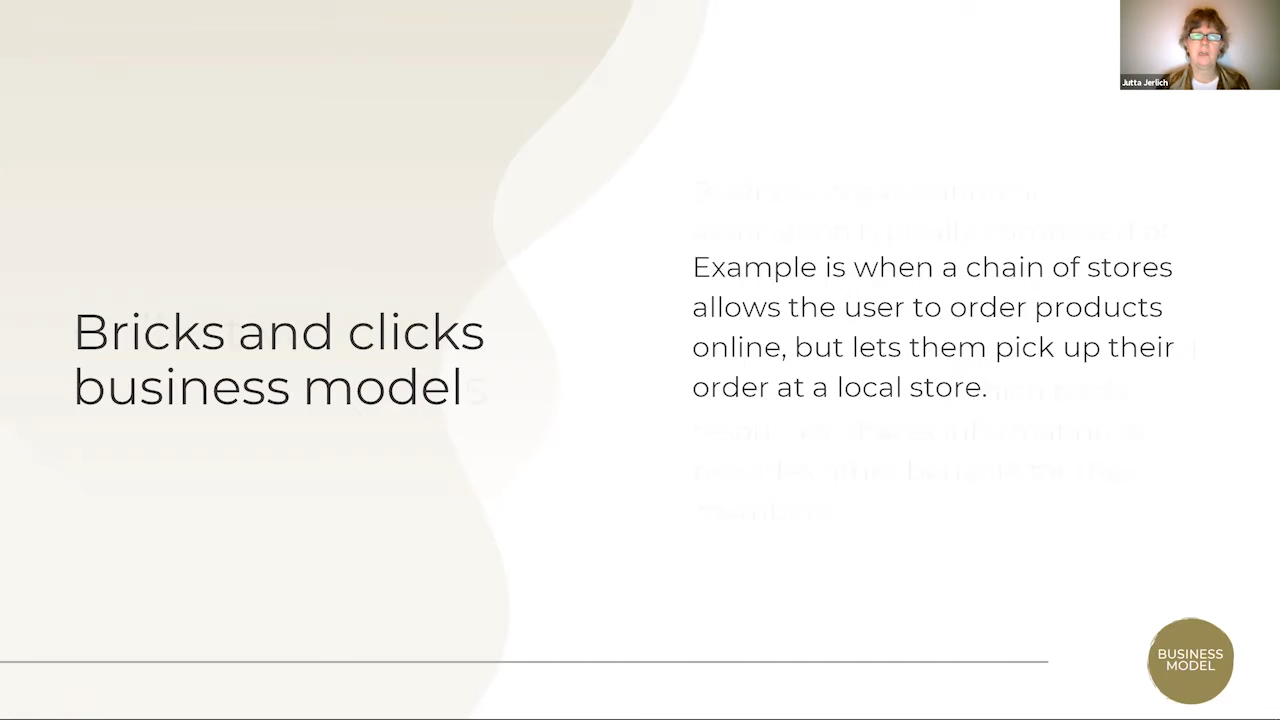 Jutta Jerlich
Example is when a chain of stores
allows the user to order products
online, but lets them pick up their
order at a local store.
Bricks and clicks
business model
BUSINESS
MODEL